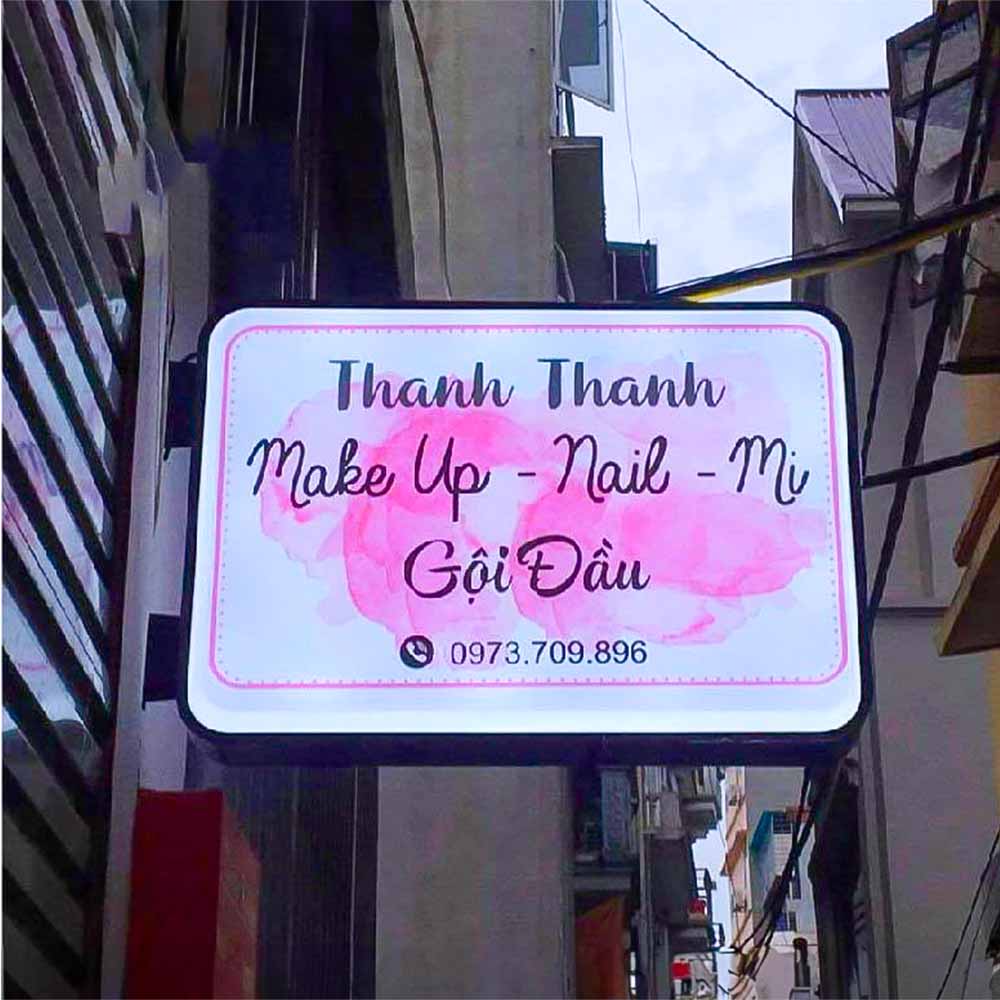 Thanh Thanh
Make Up - Nail - Mi
Gội Đầu
0973.709.896